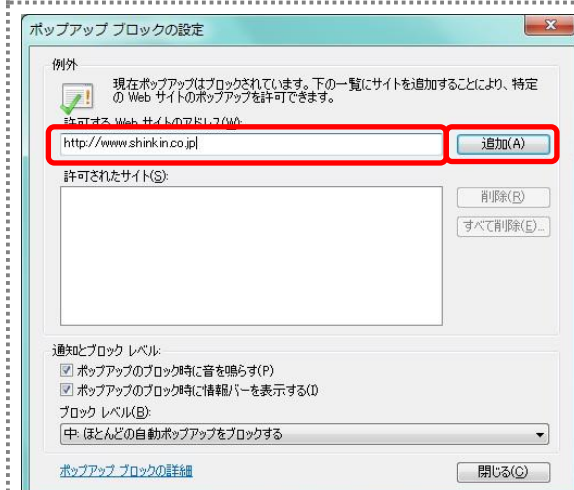 ポップアップ ブロックの設定
例外
現在ポップアップはブロックされています。下の一覧にサイトを追加することにより、特定
の Web サイトのポップアップを許可できます。
許可する Web サイトのアドレス(W):
http://www.shinkin.co.jp
追加(A)
許可されたサイト(S):
削除(R)
すべて削除(E)...
通知とブロック レベル:
ポップアップのブロック時に音を鳴らす(P)
ポップアップのブロック時に情報バーを表示する(I)
ブロック レベル(B):
中: ほとんどの自動ポップアップをブロックする
ポップアップ ブロックの詳細
閉じる(C)